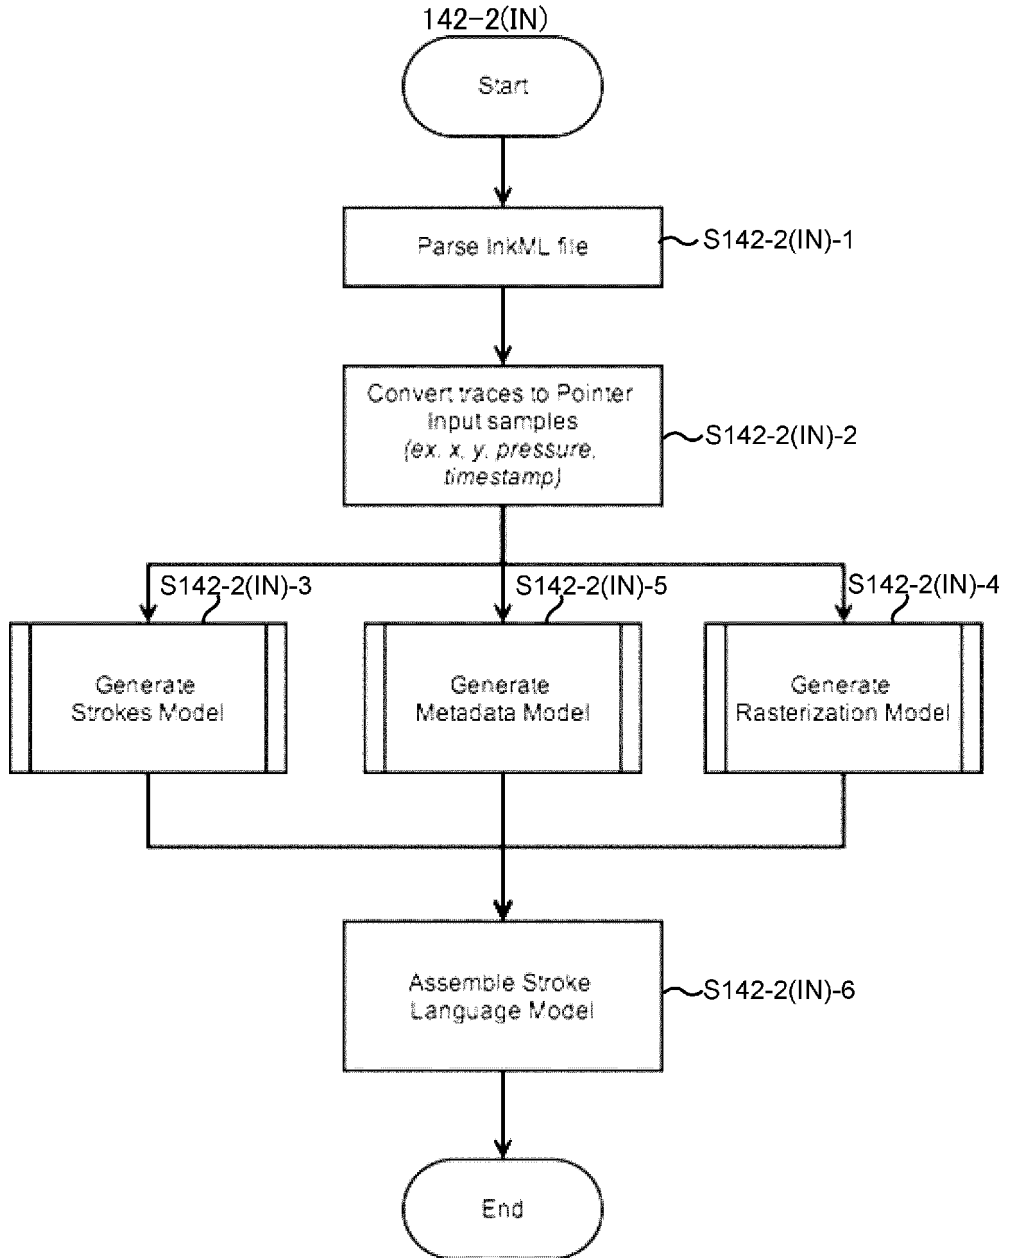 142-2(IN)
Start
Parse InkML file
S142-2(IN)-1
Convert traces to Pointer
Input samples
(ex. x, y, pressure,
timestamp)
S142-2(IN)-2
S142-2(IN)-3
S142-2(IN)-5
S142-2(IN)-4
Generate
Strokes Model
Generate
Metadata Model
Generate
Rasterization Model
Assemble Stroke
Language Model
S142-2(IN)-6
End